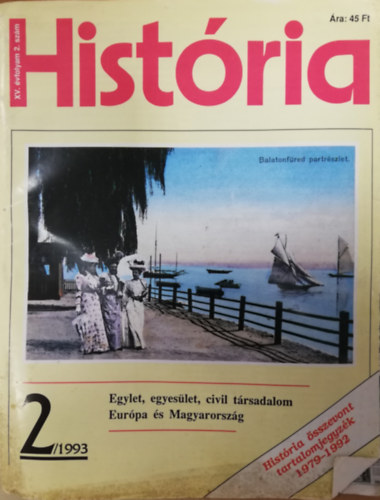 XV. évfolyam 2. szám
Ára: 45 Ft
História
Balatonfüred partrészlet.
2/1993
Egylet, egyesület, civil társadalom
Európa és Magyarország
História összevont
tartalomjegyzék
1979-1992